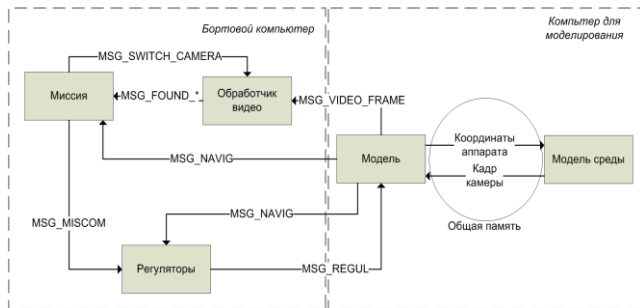 Бортовой компьютер
Компьтер для
моделирования
MSG_SWITCH_CAMERA
Миссия
MSG_FOUND_*
Обработчик
видео
MSG_VIDEO_FRAME
Координаты
аппарата
Модель
Модель среды
MSG_NAVIG
Кадр
камеры
MSG_NAVIG
MSG_MISCOM
Общая память
Регуляторы
MSG_REGUL